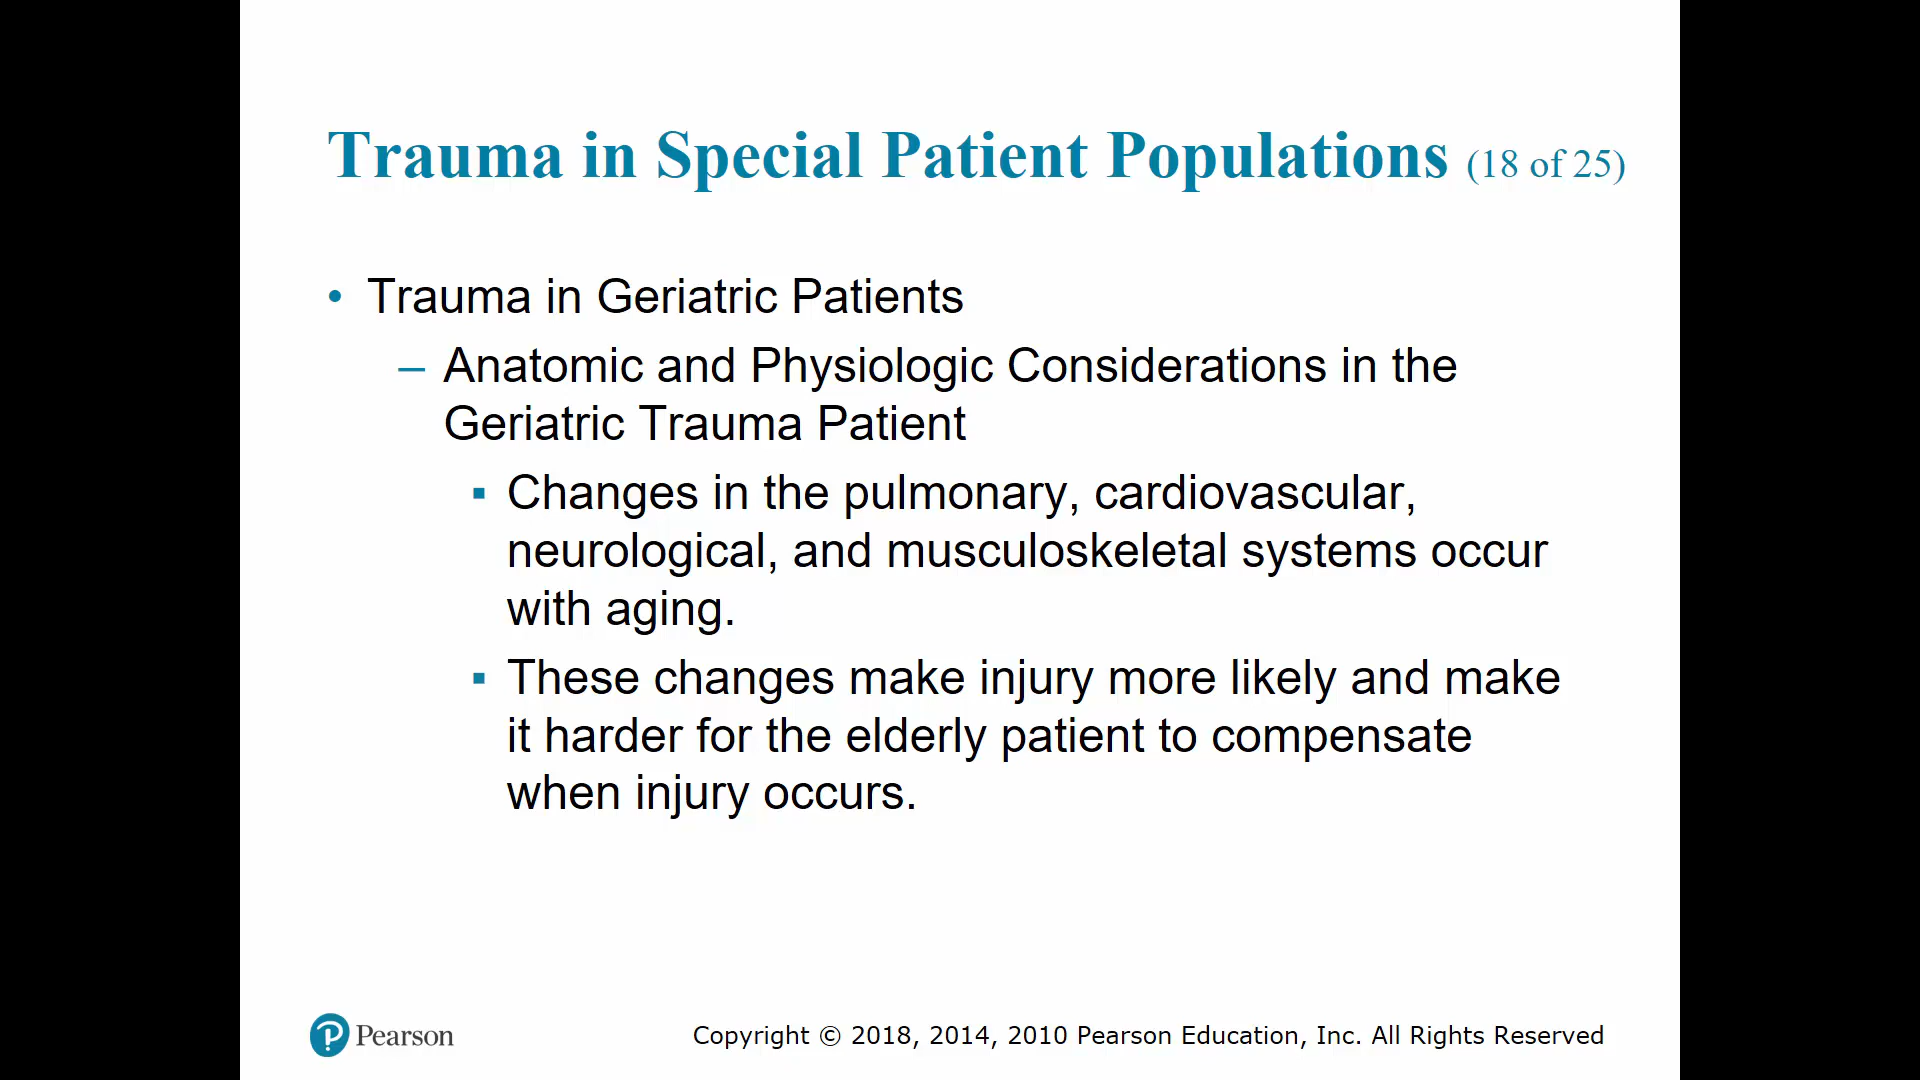 Trauma in Special Patient Populations (18 of 25)
• Trauma in Geriatric Patients
– Anatomic and Physiologic Considerations in the
Geriatric Trauma Patient
▪ Changes in the pulmonary, cardiovascular,
neurological, and musculoskeletal systems occur
with aging.
▪ These changes make injury more likely and make
it harder for the elderly patient to compensate
when injury occurs.
P Pearson
Copyright © 2018, 2014, 2010 Pearson Education, Inc. All Rights Reserved